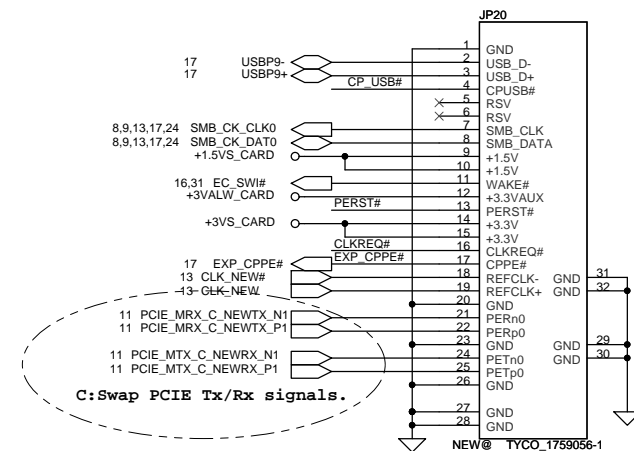 JP20
1 GND
17 USBP9- 2 USB_D-
17 USBP9+ 3 USB_D+
CP_USB# 4 CPUSB#
5 RSV
6 RSV
8,9,13,17,24 SMB_CK_CLK0 7 SMB_CLK
8,9,13,17,24 SMB_CK_DAT0 8 SMB_DATA
+1.5VS_CARD 9 +1.5V
10 +1.5V
16,31 EC_SWI# 11 WAKE#
+3VALW_CARD 12 +3.3VAUX
PERST# 13 PERST#
+3VS_CARD 14 +3.3V
15 +3.3V
CLKREQ# 16 CLKREQ#
17 EXP_CPPE# EXP_CPPE# 17 CPPE#
13 CLK_NEW# 18 REFCLK- GND 31
13 CLK_NEW 19 REFCLK+ GND 32
20 GND
11 PCIE_MRX_C_NEWTX_N1 21 PERn0
11 PCIE_MRX_C_NEWTX_P1 22 PERp0
23 GND GND 29
11 PCIE_MTX_C_NEWRX_N1 24 PETn0 GND 30
11 PCIE_MTX_C_NEWRX_P1 25 PETp0
26 GND
C:Swap PCIE Tx/Rx signals.
27 GND
28 GND
NEW@ TYCO_1759056-1